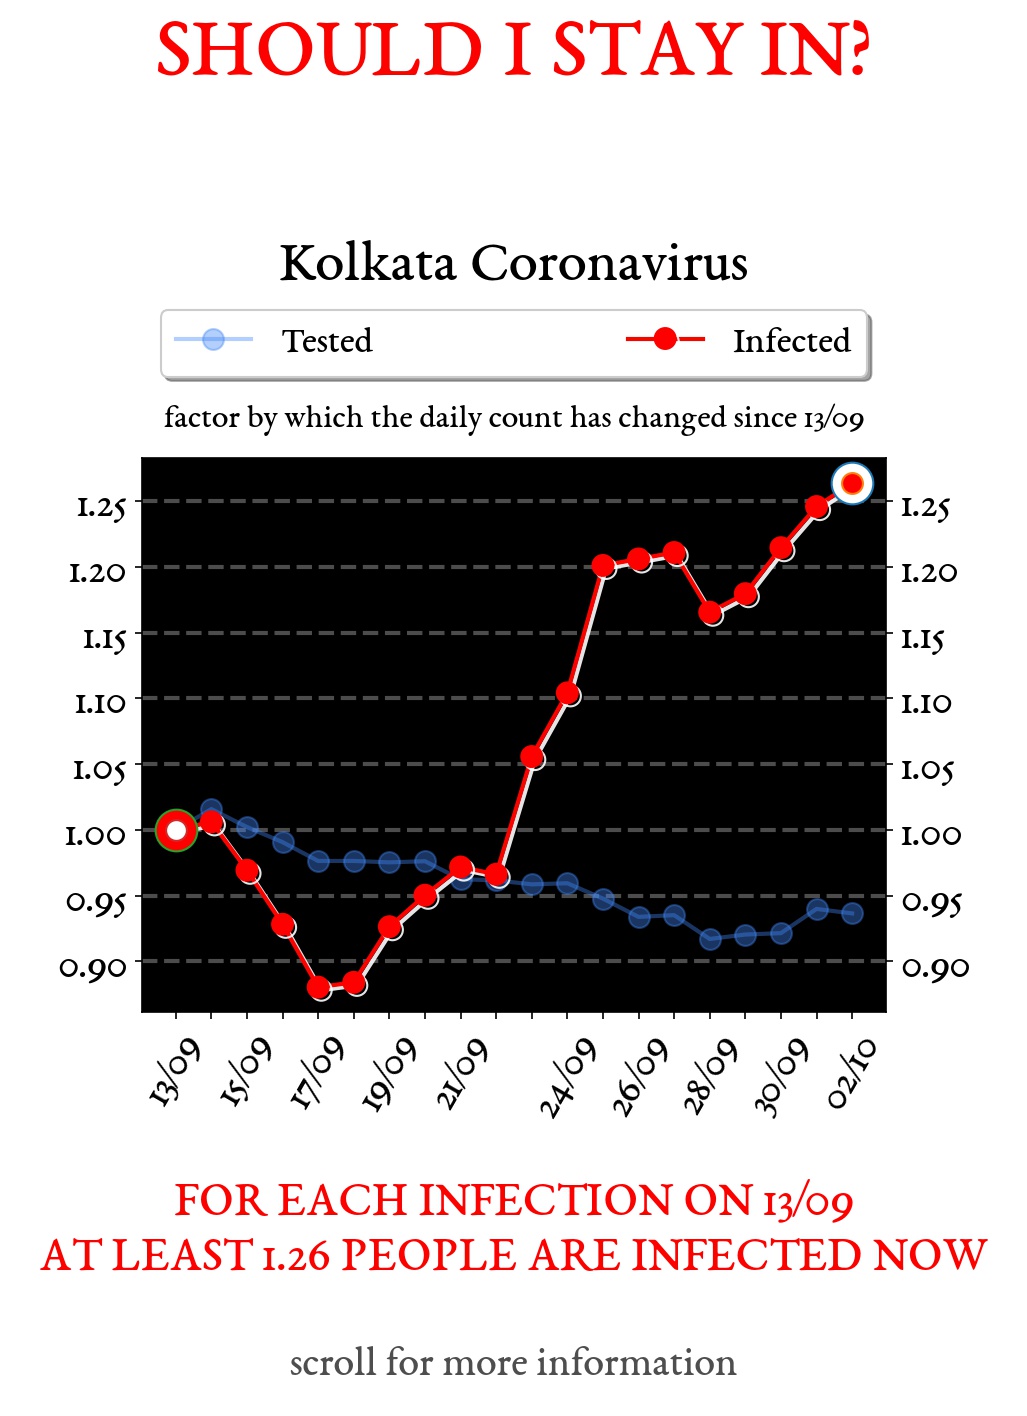 SHOULD I STAY IN?
Kolkata Coronavirus
Tested Infected
factor by which the daily count has changed since 13/09
1.25 1.25
1.20 1.20
1.15 1.15
1.10 1.10
1.05 1.05
1.00 1.00
0.95 0.95
0.90 0.90
13/09 15/09 17/09 19/09 21/09 24/09 26/09 28/09 30/09 02/10
FOR EACH INFECTION ON 13/09
AT LEAST 1.26 PEOPLE ARE INFECTED NOW
scroll for more information